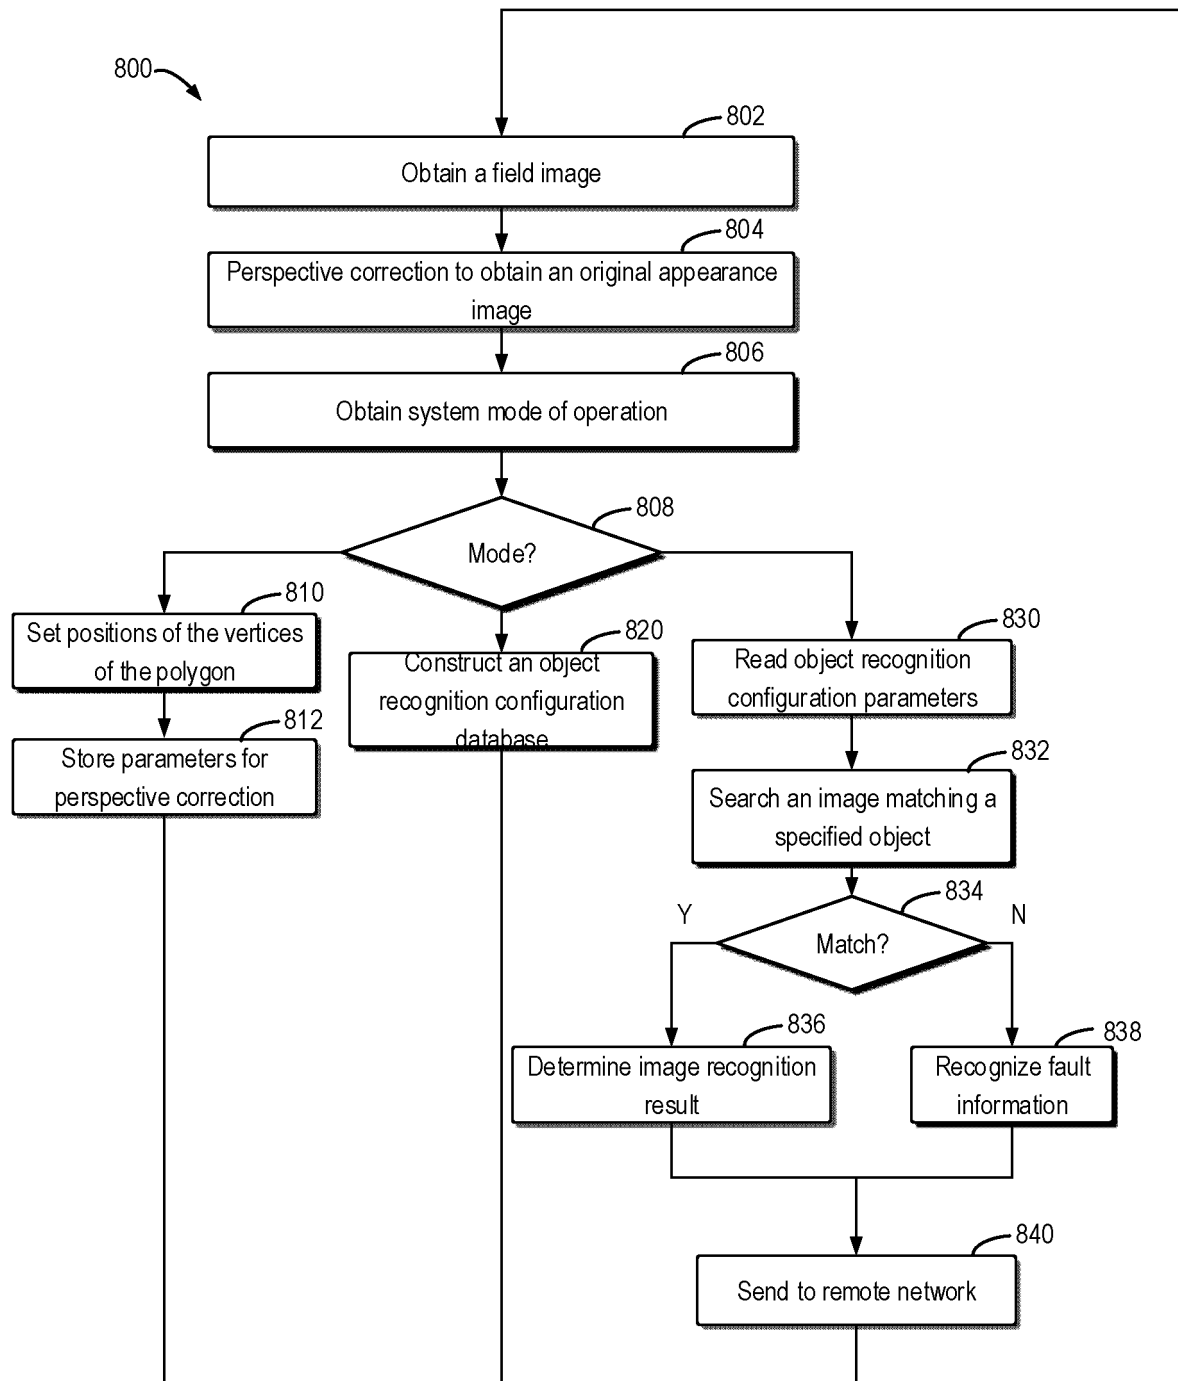 800
802
Obtain a field image
804
Perspective correction to obtain an original appearance
image
806
Obtain system mode of operation
808
Mode?
810
Set positions of the vertices
of the polygon
812
Store parameters for
perspective correction
820
Construct an object
recognition configuration
database
830
Read object recognition
configuration parameters
832
Search an image matching a
specified object
834
Y
N
Match?
836
Determine image recognition
result
838
Recognize fault
information
840
Send to remote network